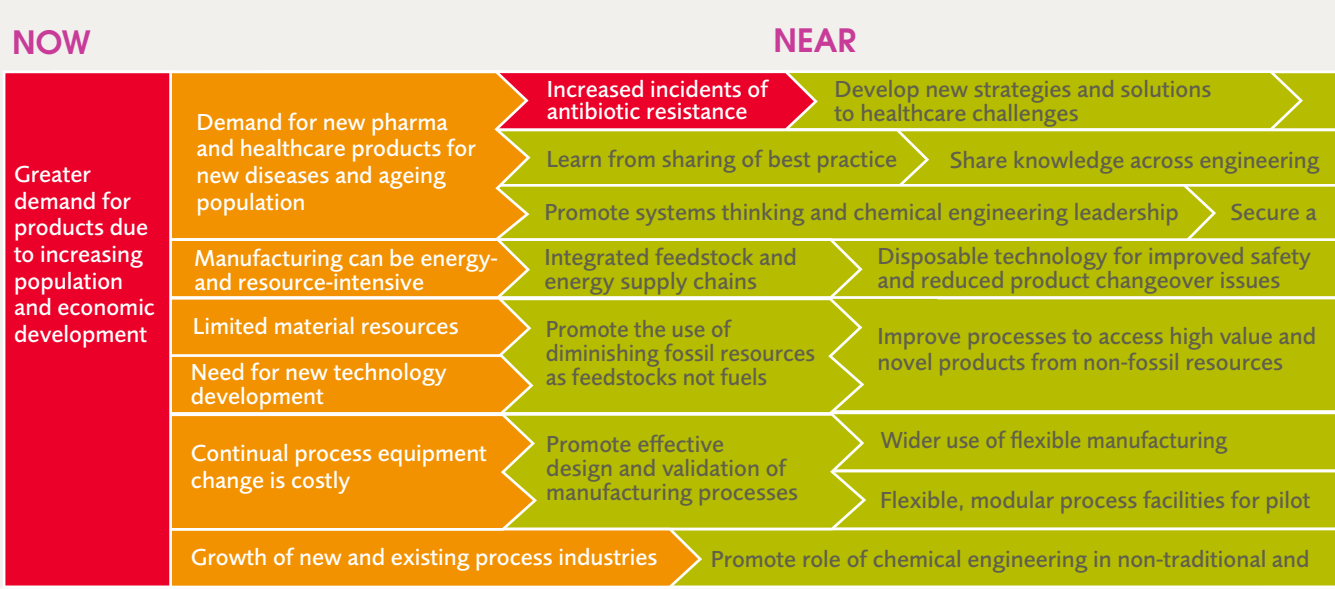 NOW
NEAR
Greater
demand for
products due
to increasing
population
and economic
development
Demand for new pharma
and healthcare products for
new diseases and ageing
population
Increased incidents of
antibiotic resistance
Develop new strategies and solutions
to healthcare challenges
Learn from sharing of best practice
Share knowledge across engineering
Promote systems thinking and chemical engineering leadership
Secure a
Manufacturing can be energy-
and resource-intensive
Integrated feedstock and
energy supply chains
Disposable technology for improved safety
and reduced product changeover issues
Limited material resources
Need for new technology
development
Promote the use of
diminishing fossil resources
as feedstocks not fuels
Improve processes to access high value and
novel products from non-fossil resources
Continual process equipment
change is costly
Promote effective
design and validation of
manufacturing processes
Wider use of flexible manufacturing
Flexible, modular process facilities for pilot
Growth of new and existing process industries
Promote role of chemical engineering in non-traditional and